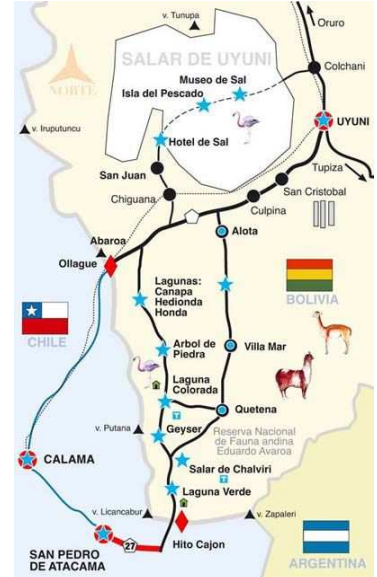 v. Tunupa
Oruro
SALAR DE UYUNI
Colchani
Museo de Sal
Isla del Pescado
NORTE
UYUNI
v. Iruputuncu
Hotel de Sal
Tupiza
San Juan
San Cristobal
Chiguana
Culpina
Alota
Abaroa
Ollague
BOLIVIA
Lagunas:
Canapa
Hedionda
Honda
CHILE
Arbol de
Piedra
Villa Mar
Laguna
Colorada
Quetena
v. Putana
Geyser
Reserva Nacional
de Fauna andina
Eduardo Avaroa
CALAMA
Salar de Chalviri
Laguna Verde
v. Licancabur
v. Zapaleri
27
Hito Cajon
SAN PEDRO
DE ATACAMA
ARGENTINA